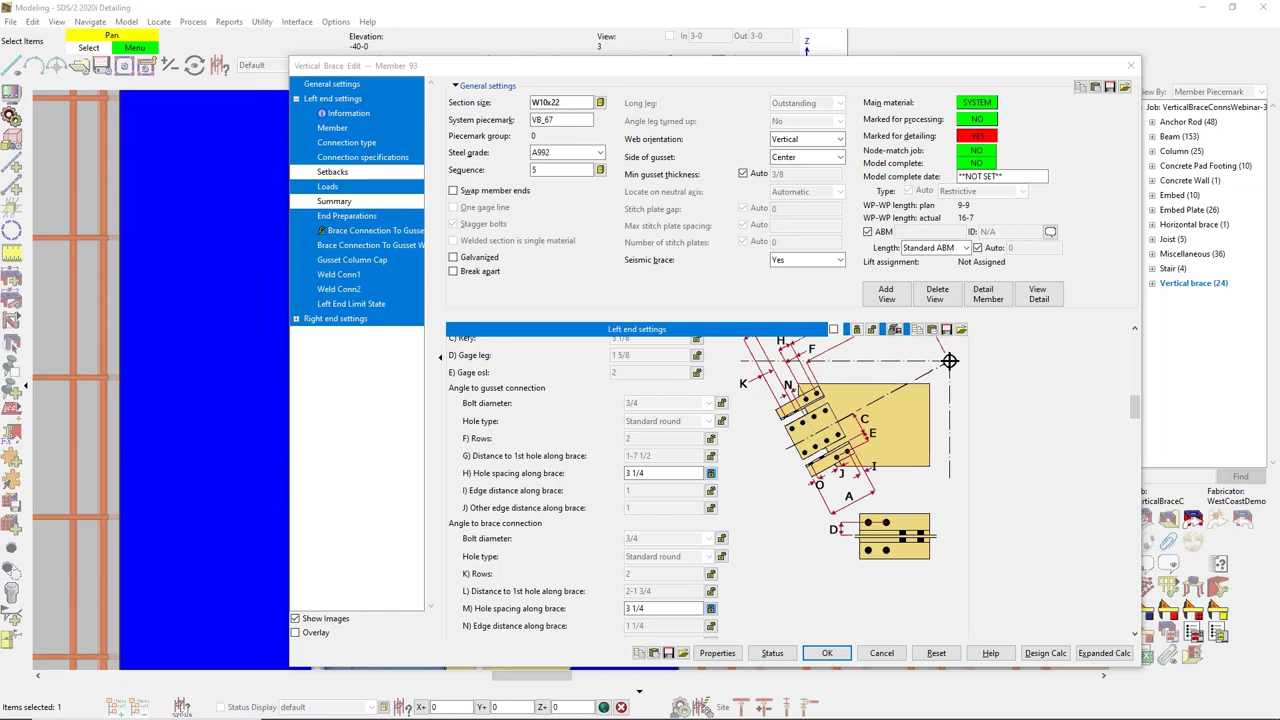 Modeling - SDS/2 2020i Detailing
File Edit View Navigate Model Locate Process Reports Utility Interface Options Help
Select Items
Pan
Select Menu
Elevation:
-40-0
View:
3
In 3-0 Out 3-0
Z
Default
View By: Member Piecemark
Job: VerticalBraceConnsWebinar-3
Anchor Rod (48)
Beam (153)
Column (25)
Concrete Pad Footing (10)
Concrete Wall (1)
Embed (9)
Embed Plate (26)
Horizontal brace (1)
Joist (5)
Miscellaneous (36)
Stair (4)
Vertical brace (24)
Find
Fabricator:
VerticalBraceC WestCoastDemo
Vertical Brace Edit -- Member 93
General settings
Left end settings
Information
Member
Connection type
Connection specifications
Setbacks
Loads
Summary
End Preparations
Brace Connection To Gusse
Brace Connection To Gusset W
Gusset Column Cap
Weld Conn1
Weld Conn2
Left End Limit State
Right end settings
Show Images
Overlay
General settings
Section size: W10x22
System piecemark: VB_67
Piecemark group: 0
Steel grade: A992
Sequence: 5
Swap member ends
One gage line
Stagger bolts
Welded section is single material
Galvanized
Break apart
Long leg: Outstanding
Angle leg turned up: No
Web orientation: Vertical
Side of gusset: Center
Min gusset thickness: Auto 3/8
Locate on neutral axis: Automatic
Stitch plate gap: Auto 0
Max stitch plate spacing: Auto 0
Number of stitch plates: Auto 0
Seismic brace: Yes
Main material: SYSTEM
Marked for processing: NO
Marked for detailing: YES
Node-match job: NO
Model complete: NO
Model complete date: **NOT SET**
Type: Auto Restrictive
WP-WP length: plan 9-9
WP-WP length: actual 16-7
ABM ID: N/A
Length: Standard ABM Auto: 0
Lift assignment: Not Assigned
Add View
Delete View
Detail Member
View Detail
Left end settings
D) Gage leg: 1 5/8
E) Gage osl: 2
Angle to gusset connection
Bolt diameter: 3/4
Hole type: Standard round
F) Rows: 2
G) Distance to 1st hole along brace: 1-7 1/2
H) Hole spacing along brace: 3 1/4
I) Edge distance along brace: 1
J) Other edge distance along brace: 1
Angle to brace connection
Bolt diameter: 3/4
Hole type: Standard round
K) Rows: 2
L) Distance to 1st hole along brace: 2-1 3/4
M) Hole spacing along brace: 3 1/4
N) Edge distance along brace: 1 1/4
H
F
K
N
C
E
I
J
O
A
D
Properties Status OK Cancel Reset Help Design Calc Expanded Calc
Items selected: 1
Status Display default
X+ 0 Y+ 0 Z+ 0
Site